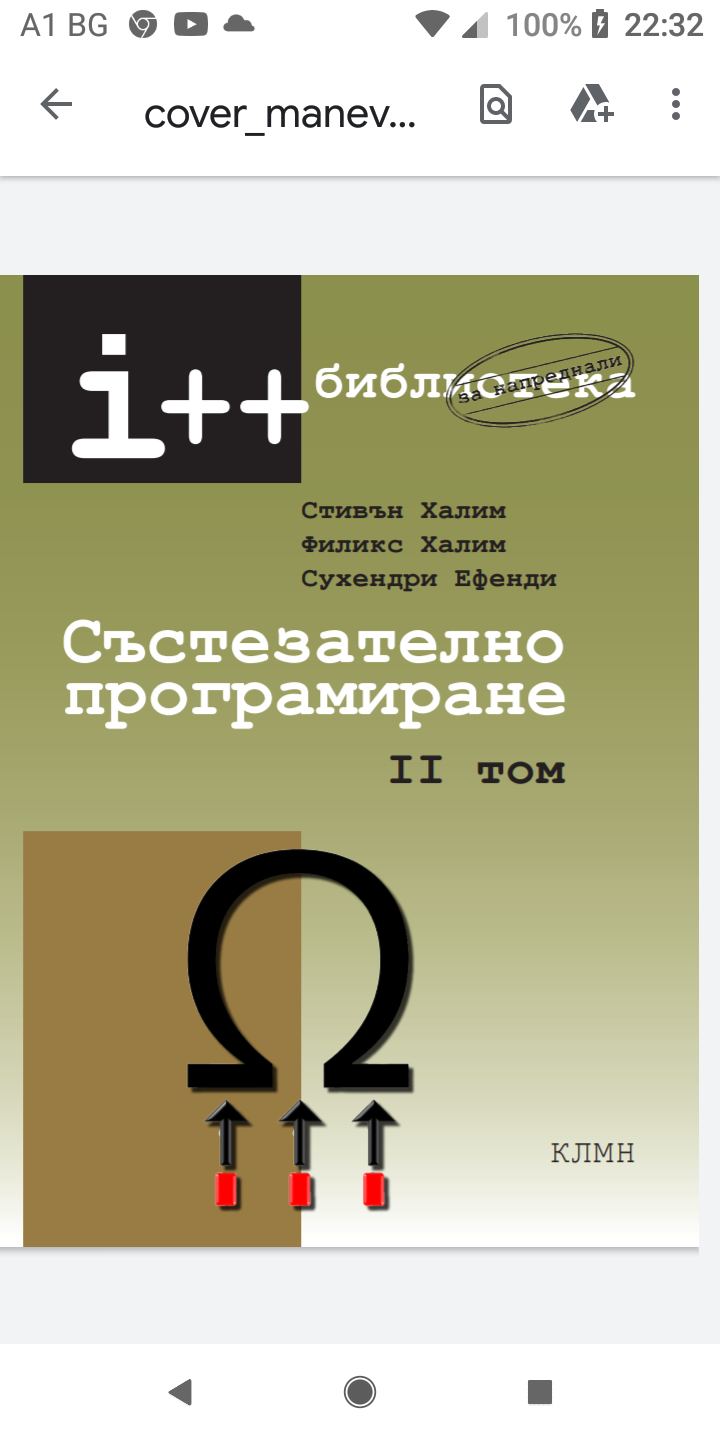 A1 BG 100% 22:32
cover_manev...
i++
библиотека
за напреднали
Стивън Халим
Филикс Халим
Сухендри Ефенди
Състезателно
програмиране
II том
Ω
КЛМН